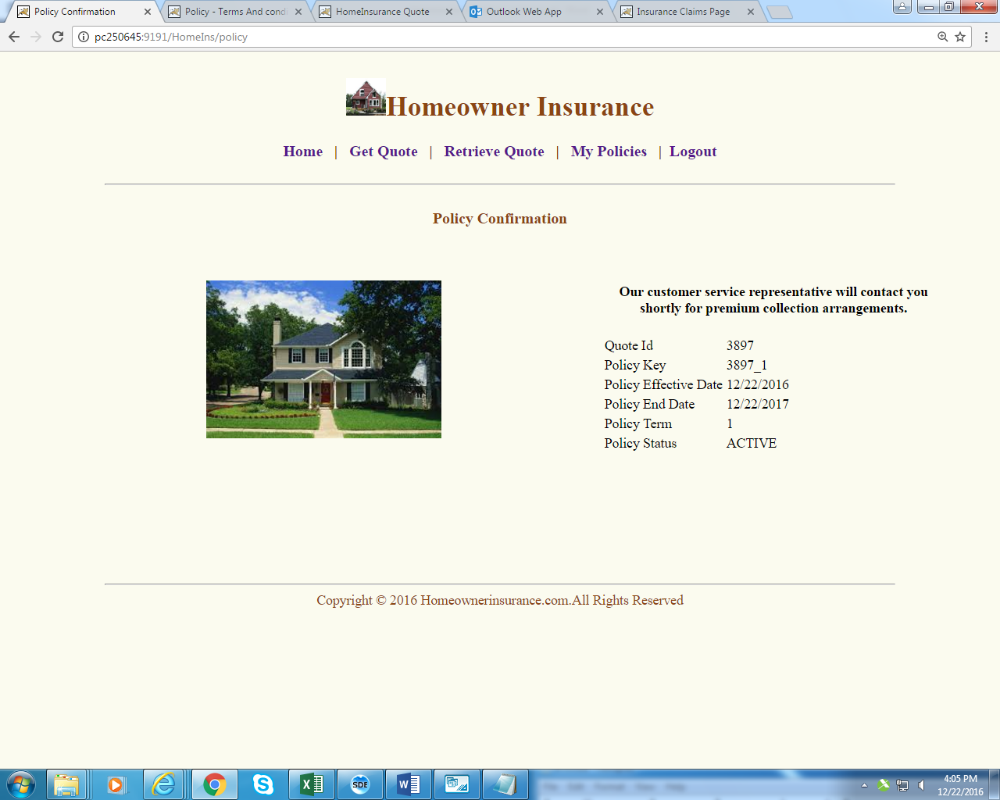 Policy Confirmation
Policy - Terms And condi
HomeInsurance Quote
Outlook Web App
Insurance Claims Page
pc250645:9191/HomeIns/policy
Homeowner Insurance
Home | Get Quote | Retrieve Quote | My Policies | Logout
Policy Confirmation
Our customer service representative will contact you
shortly for premium collection arrangements.
Quote Id 3897
Policy Key 3897_1
Policy Effective Date 12/22/2016
Policy End Date 12/22/2017
Policy Term 1
Policy Status ACTIVE
Copyright © 2016 Homeownerinsurance.com.All Rights Reserved
SDE
4:05 PM
12/22/2016